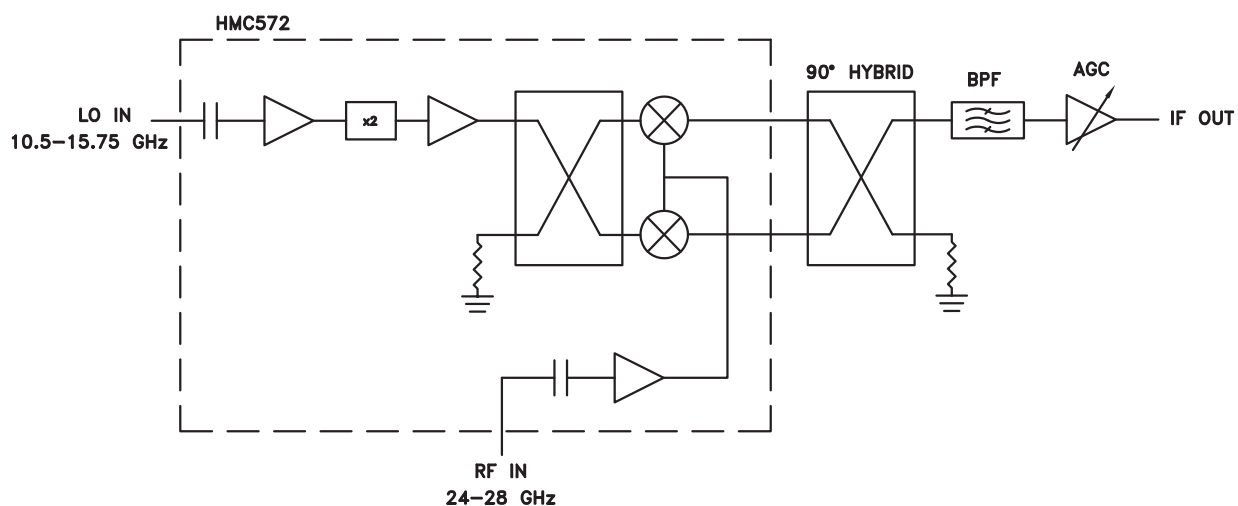 HMC572
90° HYBRID
BPF
AGC
LO IN
10.5–15.75 GHz
x2
IF OUT
RF IN
24–28 GHz